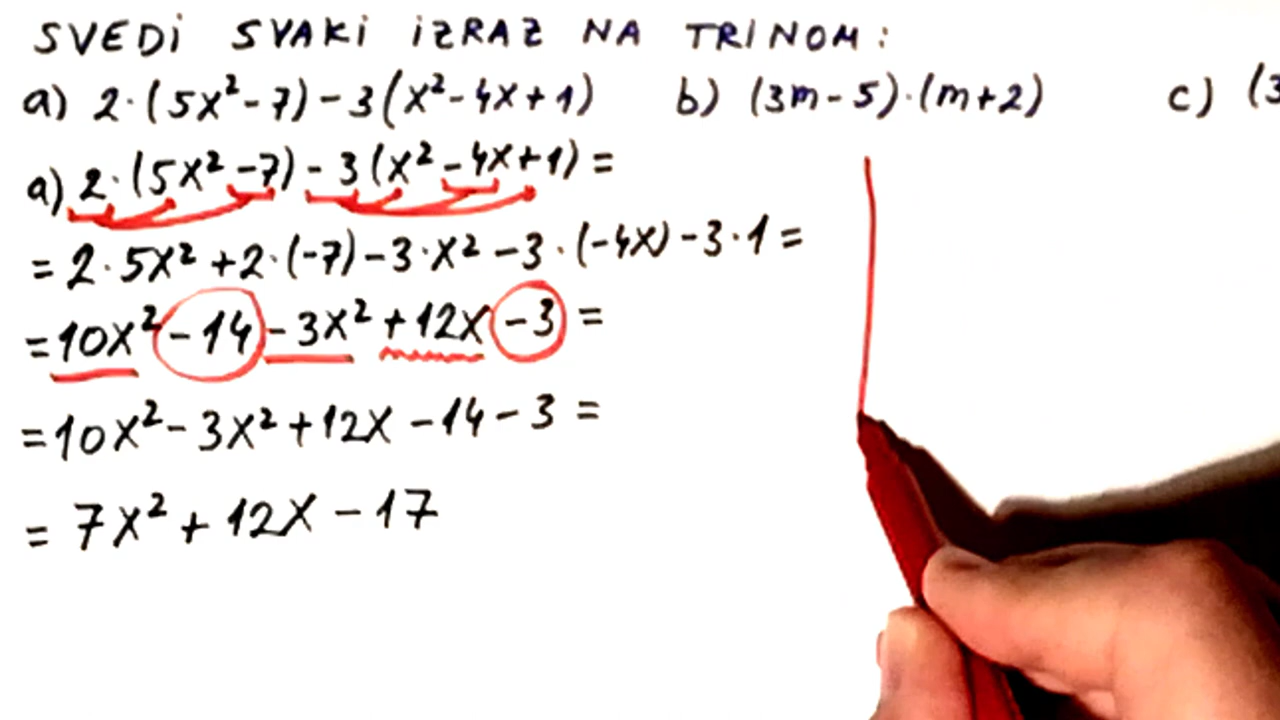 SVEDi SVAKi iZRAZ NA TRINOM:
a) 2·(5x²-7)-3(x²-4x+1) b) (3m-5)·(m+2) c) (3
a) 2·(5x²-7)-3(x²-4x+1)=
=2·5x²+2·(-7)-3·x²-3·(-4x)-3·1=
=10x²-14-3x²+12x-3=
=10x²-3x²+12x-14-3=
=7x²+12x-17